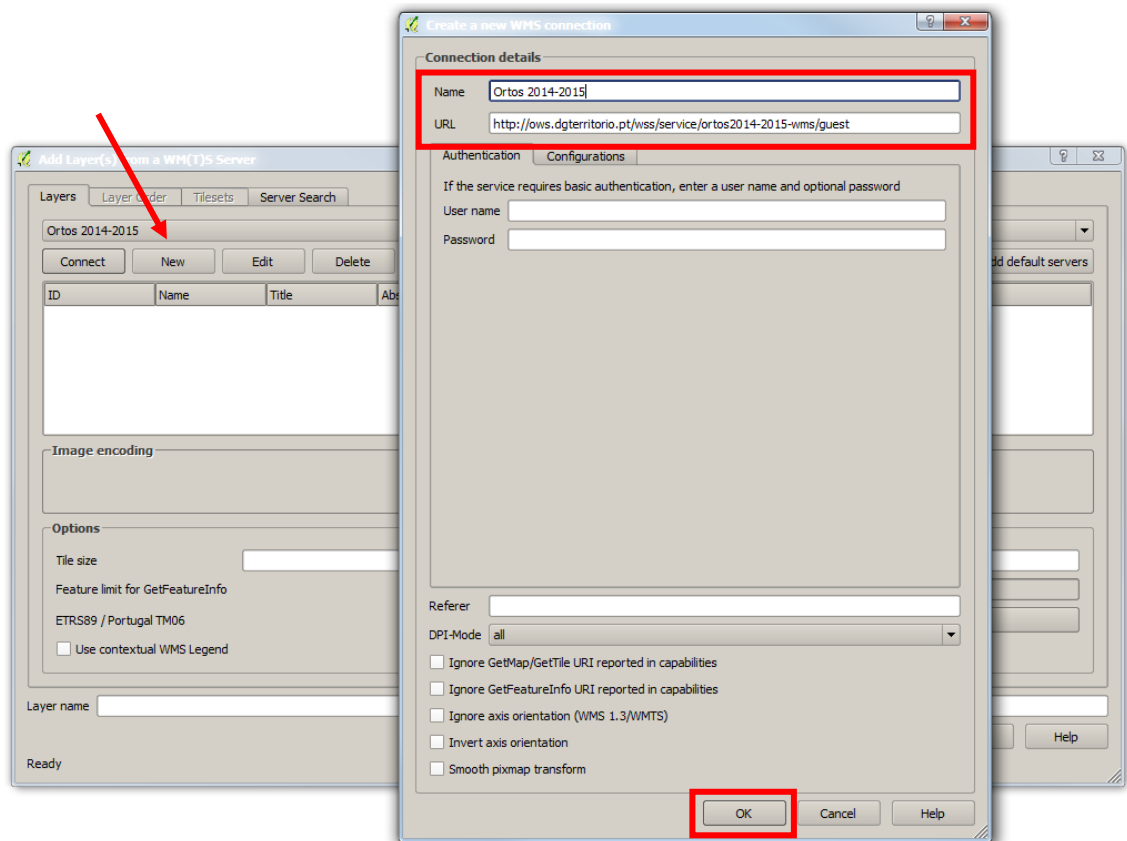 Create a new WMS connection
Connection details
Name Ortos 2014-2015
URL http://ows.dgterritorio.pt/wss/service/ortos2014-2015-wms/guest
Authentication Configurations
If the service requires basic authentication, enter a user name and optional password
User name
Password
Referer
DPI-Mode all
Ignore GetMap/GetTile URI reported in capabilities
Ignore GetFeatureInfo URI reported in capabilities
Ignore axis orientation (WMS 1.3/WMTS)
Invert axis orientation
Smooth pixmap transform
OK Cancel Help
Add Layer(s) from a WM(T)S Server
Layers Layer Order Tilesets Server Search
Ortos 2014-2015
Connect New Edit Delete dd default servers
ID Name Title Abs
Image encoding
Options
Tile size
Feature limit for GetFeatureInfo
ETRS89 / Portugal TM06
Use contextual WMS Legend
Layer name
Help
Ready